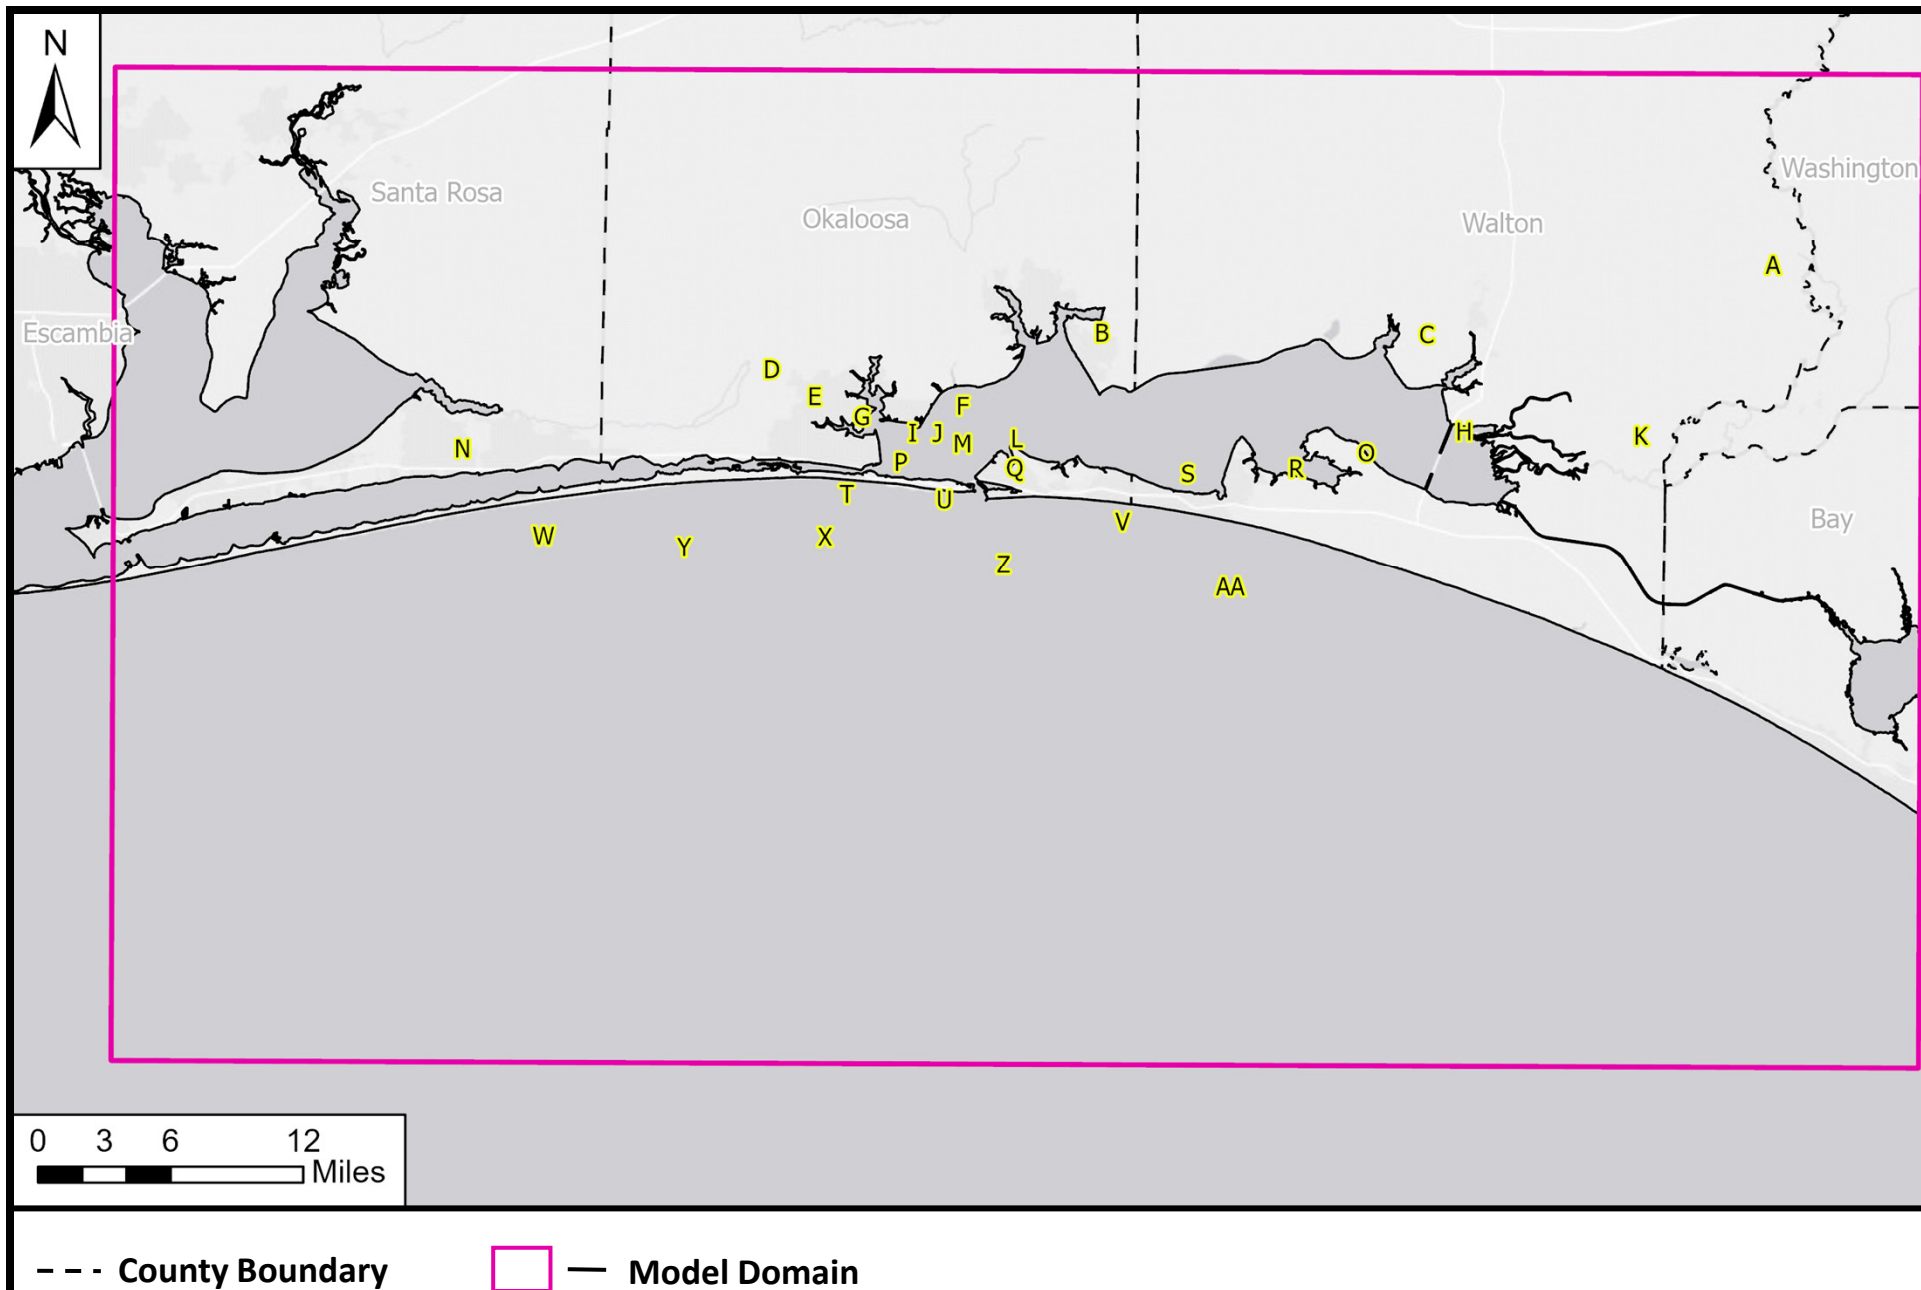 N
Santa Rosa
Okaloosa
Walton
Washington
Escambia
Bay
A
B
C
D
E
F
G
H
I
J
K
L
M
N
O
P
Q
R
S
T
U
V
W
X
Y
Z
AA
0 3 6 12
Miles
County Boundary
Model Domain